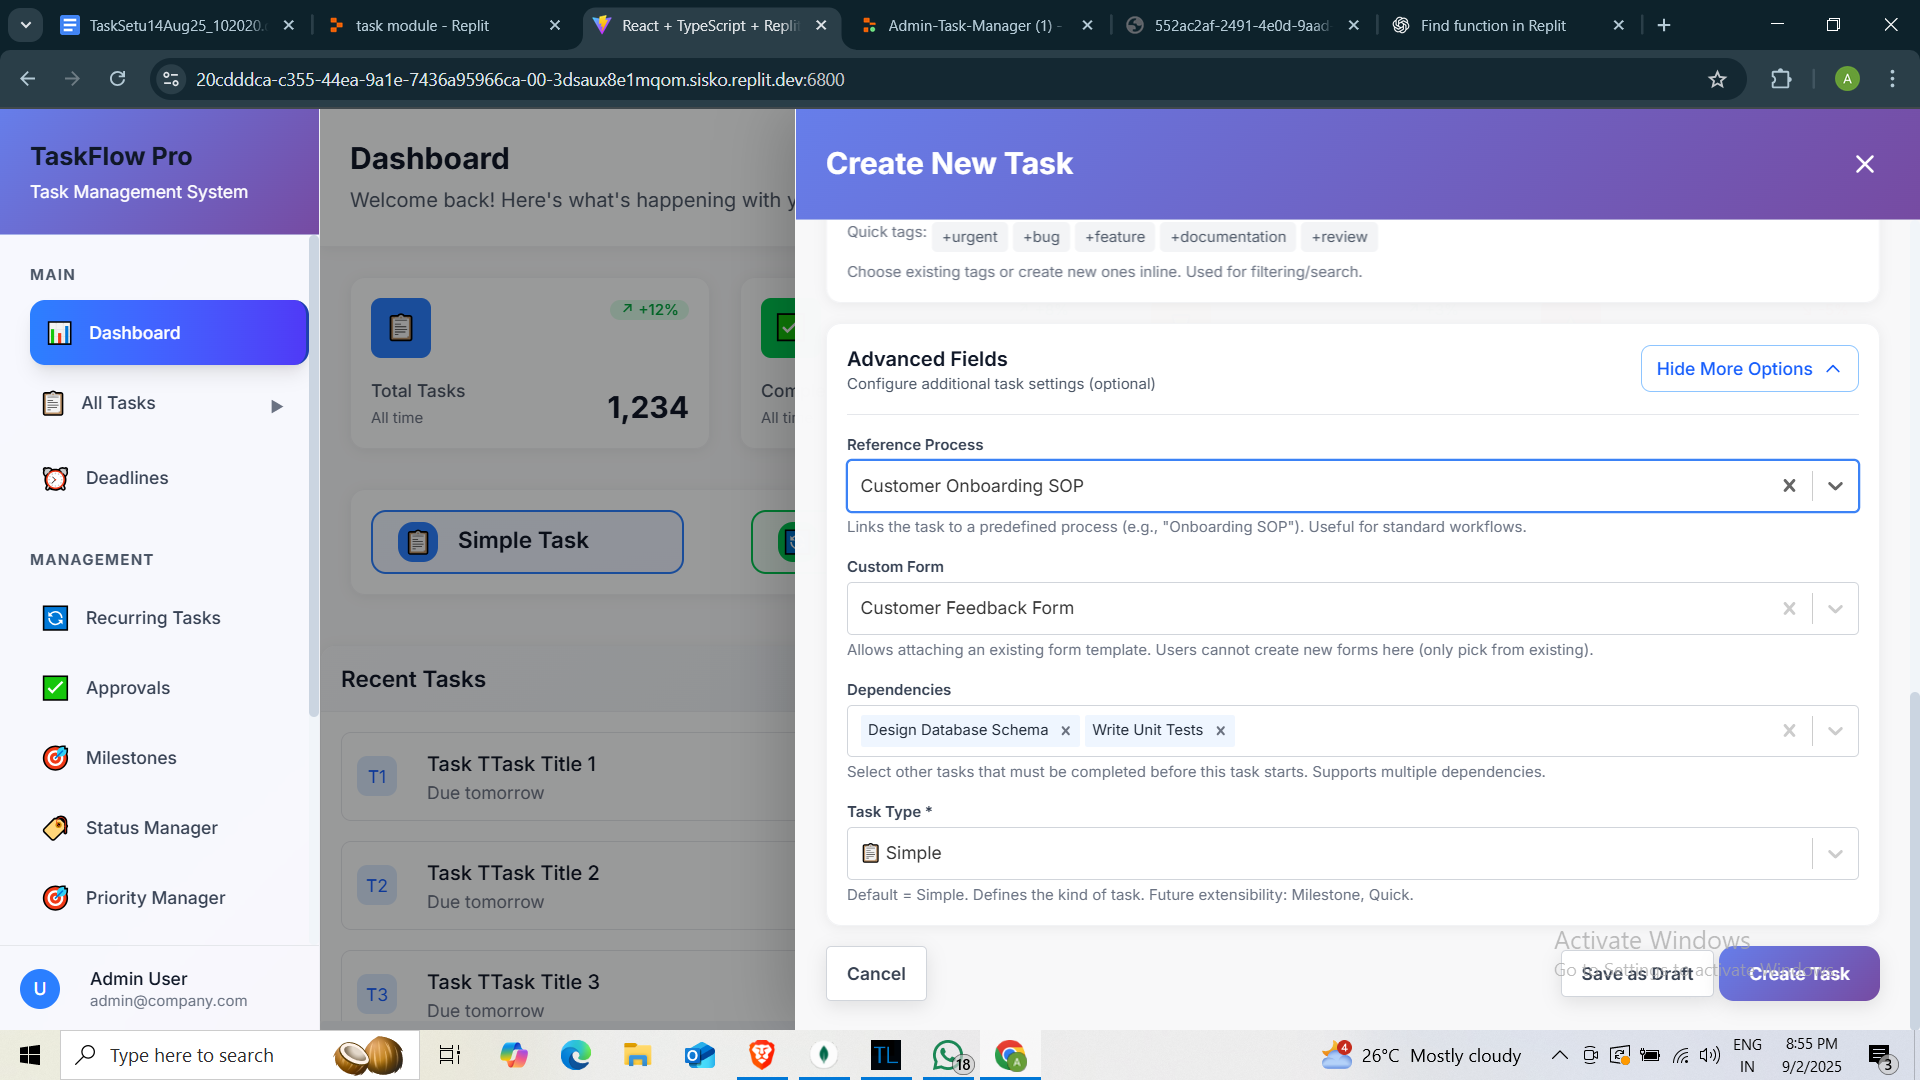 TaskSetu14Aug25_102020.
task module - Replit
React + TypeScript + Repli
Admin-Task-Manager (1) -
552ac2af-2491-4e0d-9aad
Find function in Replit
20cdddca-c355-44ea-9a1e-7436a95966ca-00-3dsaux8e1mqom.sisko.replit.dev:6800
A
TaskFlow Pro
Task Management System
MAIN
Dashboard
All Tasks
Deadlines
MANAGEMENT
Recurring Tasks
Approvals
Milestones
Status Manager
Priority Manager
U
Admin User
admin@company.com
Dashboard
Welcome back! Here's what's happening with y
+12%
Total Tasks
All time
1,234
Com
All tir
Simple Task
Recent Tasks
T1
Task TTask Title 1
Due tomorrow
T2
Task TTask Title 2
Due tomorrow
T3
Task TTask Title 3
Due tomorrow
Create New Task
Quick tags: +urgent +bug +feature +documentation +review
Choose existing tags or create new ones inline. Used for filtering/search.
Advanced Fields
Configure additional task settings (optional)
Hide More Options
Reference Process
Customer Onboarding SOP
Links the task to a predefined process (e.g., "Onboarding SOP"). Useful for standard workflows.
Custom Form
Customer Feedback Form
Allows attaching an existing form template. Users cannot create new forms here (only pick from existing).
Dependencies
Design Database Schema
Write Unit Tests
Select other tasks that must be completed before this task starts. Supports multiple dependencies.
Task Type *
Simple
Default = Simple. Defines the kind of task. Future extensibility: Milestone, Quick.
Cancel
Save as Draft
Create Task
Activate Windows
Go to Settings to activate Windows.
Type here to search
TL
18
A
4
26°C Mostly cloudy
ENG
IN
8:55 PM
9/2/2025
3